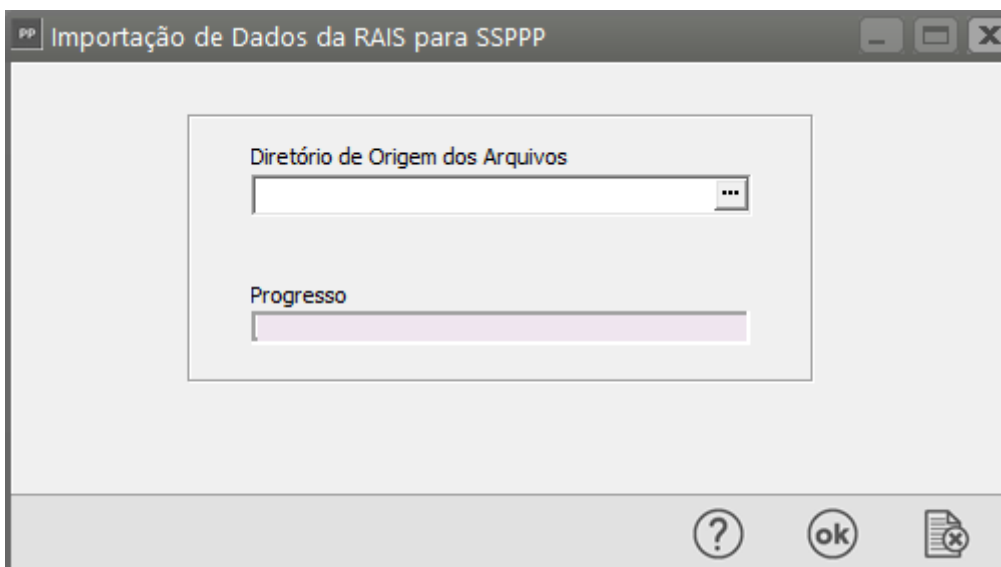 PP Importação de Dados da RAIS para SSPPP
Diretório de Origem dos Arquivos
...
Progresso
? ok